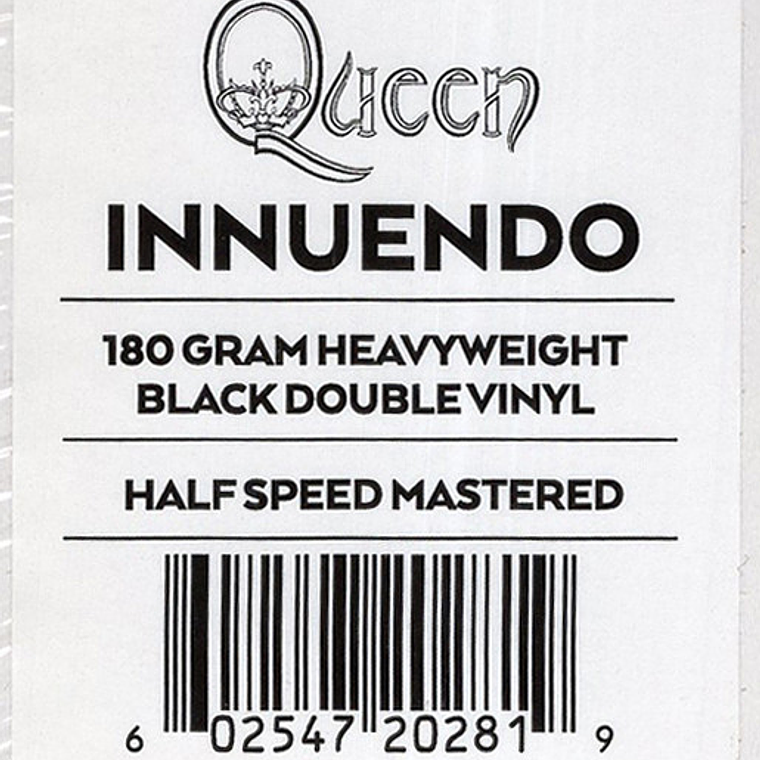 Queen
INNUENDO
180 GRAM HEAVYWEIGHT
BLACK DOUBLE VINYL
HALF SPEED MASTERED
6 02547 20281 9